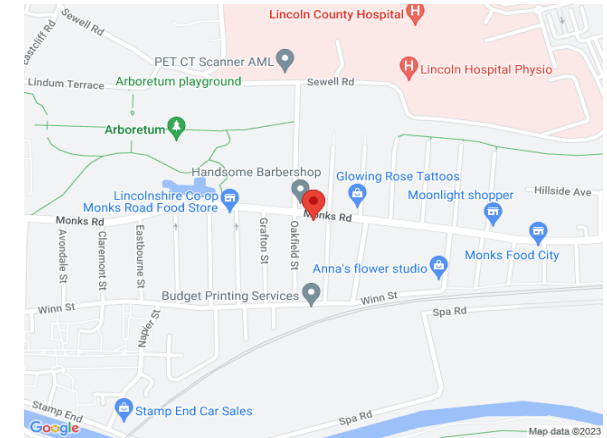 Lincoln County Hospital
H
Eastcliff Rd
Sewell Rd
PET CT Scanner AML
H
Lincoln Hospital Physio
Lindum Terrace
Arboretum playground
Sewell Rd
Arboretum
Handsome Barbershop
Glowing Rose Tattoos
Hillside Ave
Lincolnshire Co-op
Monks Road Food Store
Moonlight shopper
Monks Rd
Monks Rd
Avondale St
Claremont St
Eastbourne St
Grafton St
Oakfield St
Monks Food City
Anna's flower studio
Budget Printing Services
Winn St
Winn St
Spa Rd
Napier St
Stamp End
Stamp End Car Sales
Spa Rd
Google
Map data ©2023